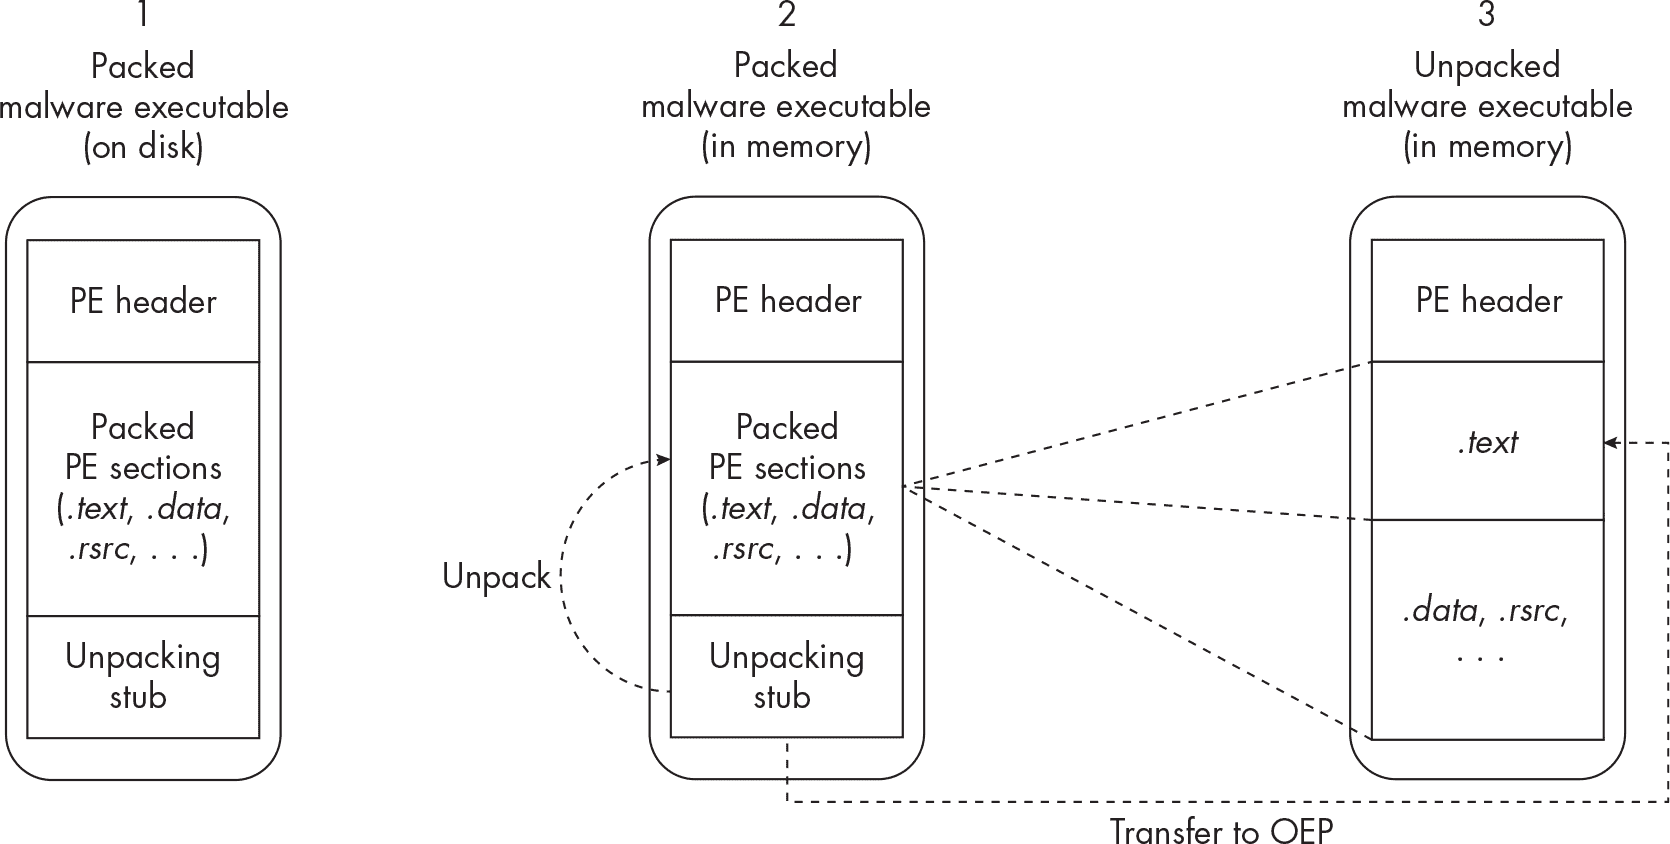 1
Packed
malware executable
(on disk)
PE header
Packed
PE sections
(.text, .data,
.rsrc, . . .)
Unpacking
stub
2
Packed
malware executable
(in memory)
PE header
Packed
PE sections
(.text, .data,
.rsrc, . . .)
Unpack
Unpacking
stub
3
Unpacked
malware executable
(in memory)
PE header
.text
.data, .rsrc,
. . .
Transfer to OEP